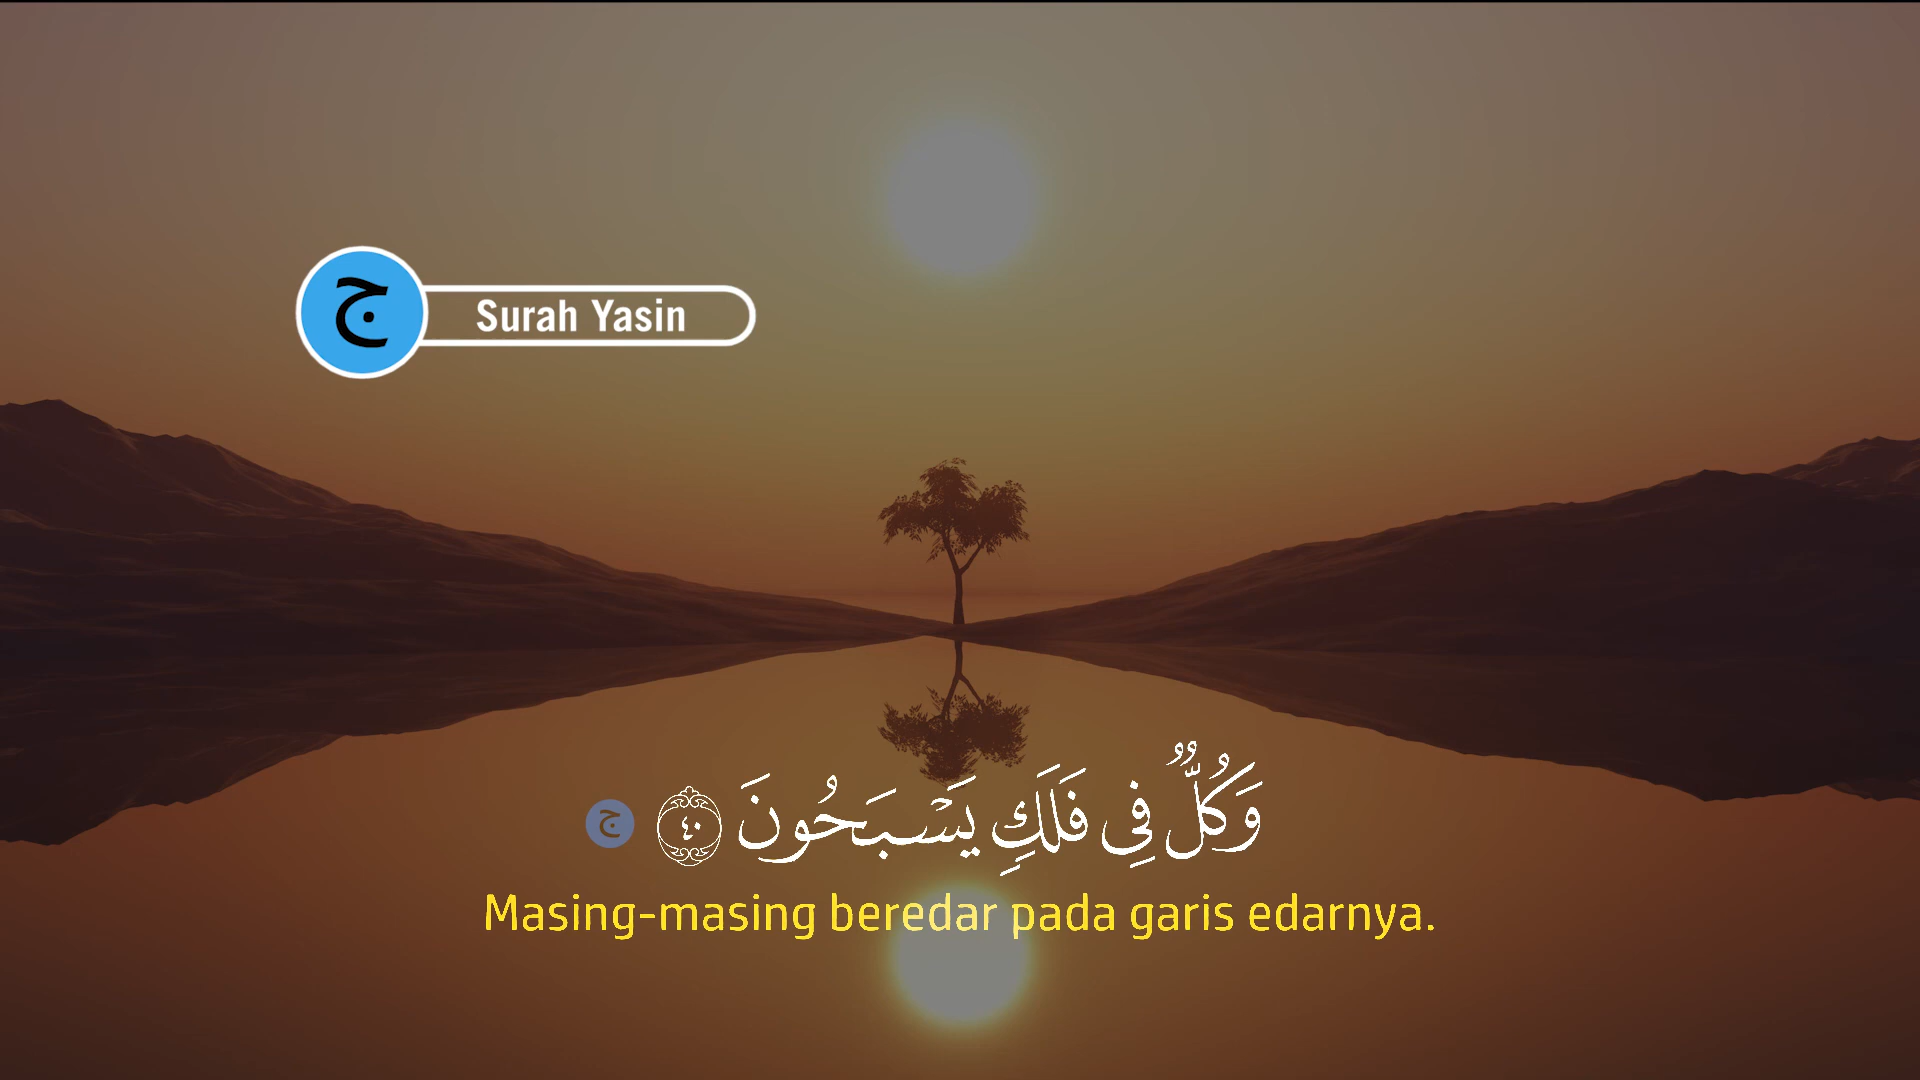 ج Surah Yasin
وَكُلٌّ فِى فَلَكٍ يَسْبَحُونَ ٤٠ ج
Masing-masing beredar pada garis edarnya.